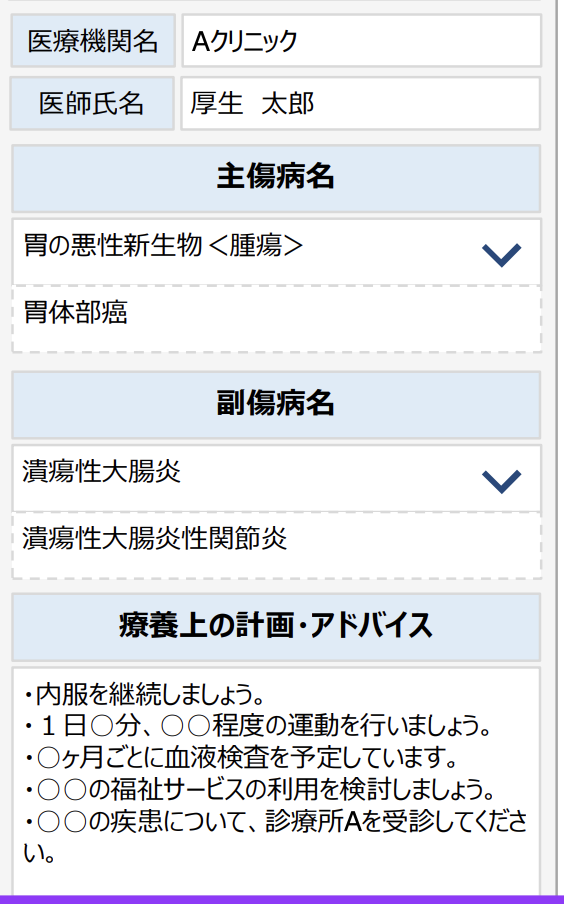 医療機関名 Aクリニック
医師氏名 厚生　太郎
主傷病名
胃の悪性新生物＜腫瘍＞
胃体部癌
副傷病名
潰瘍性大腸炎
潰瘍性大腸炎性関節炎
療養上の計画・アドバイス
・内服を継続しましょう。
・１日○分、○○程度の運動を行いましょう。
・○ヶ月ごとに血液検査を予定しています。
・○○の福祉サービスの利用を検討しましょう。
・○○の疾患について、診療所Aを受診してくださ
い。